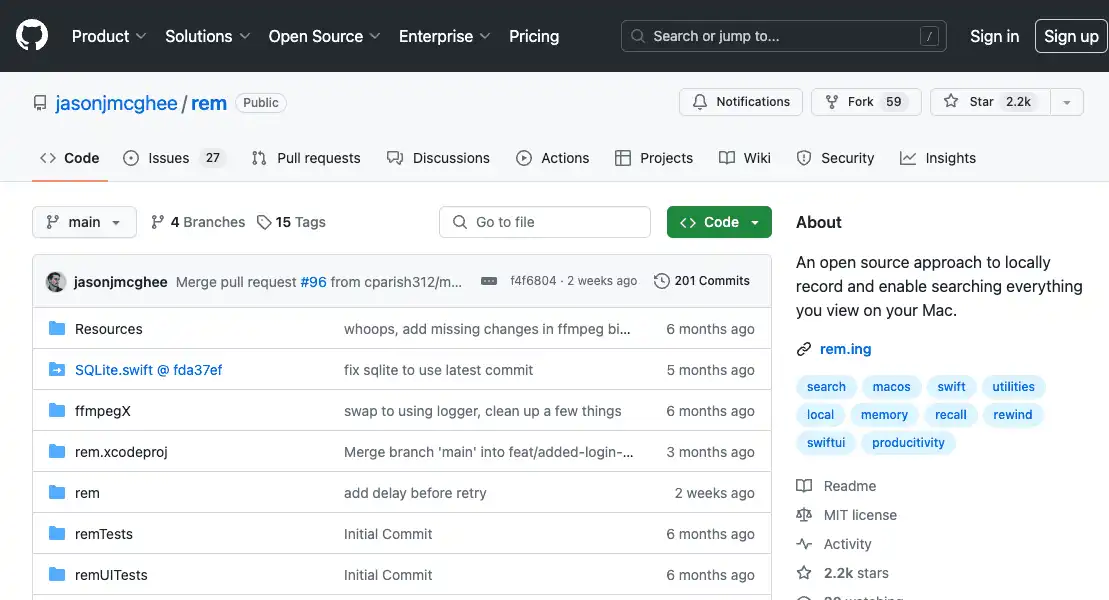 Product Solutions Open Source Enterprise Pricing Search or jump to... / Sign in Sign up
jasonjmcghee / rem Public Notifications Fork 59 Star 2.2k
Code Issues 27 Pull requests Discussions Actions Projects Wiki Security Insights
main 4 Branches 15 Tags Go to file Code
jasonjmcghee Merge pull request #96 from cparish312/m... f4f6804 · 2 weeks ago 201 Commits
Resources whoops, add missing changes in ffmpeg bi... 6 months ago
SQLite.swift @ fda37ef fix sqlite to use latest commit 5 months ago
ffmpegX swap to using logger, clean up a few things 6 months ago
rem.xcodeproj Merge branch 'main' into feat/added-login-... 3 months ago
rem add delay before retry 2 weeks ago
remTests Initial Commit 6 months ago
remUITests Initial Commit 6 months ago
About
An open source approach to locally
record and enable searching everything
you view on your Mac.
rem.ing
search macos swift utilities
local memory recall rewind
swiftui producitivity
Readme
MIT license
Activity
2.2k stars